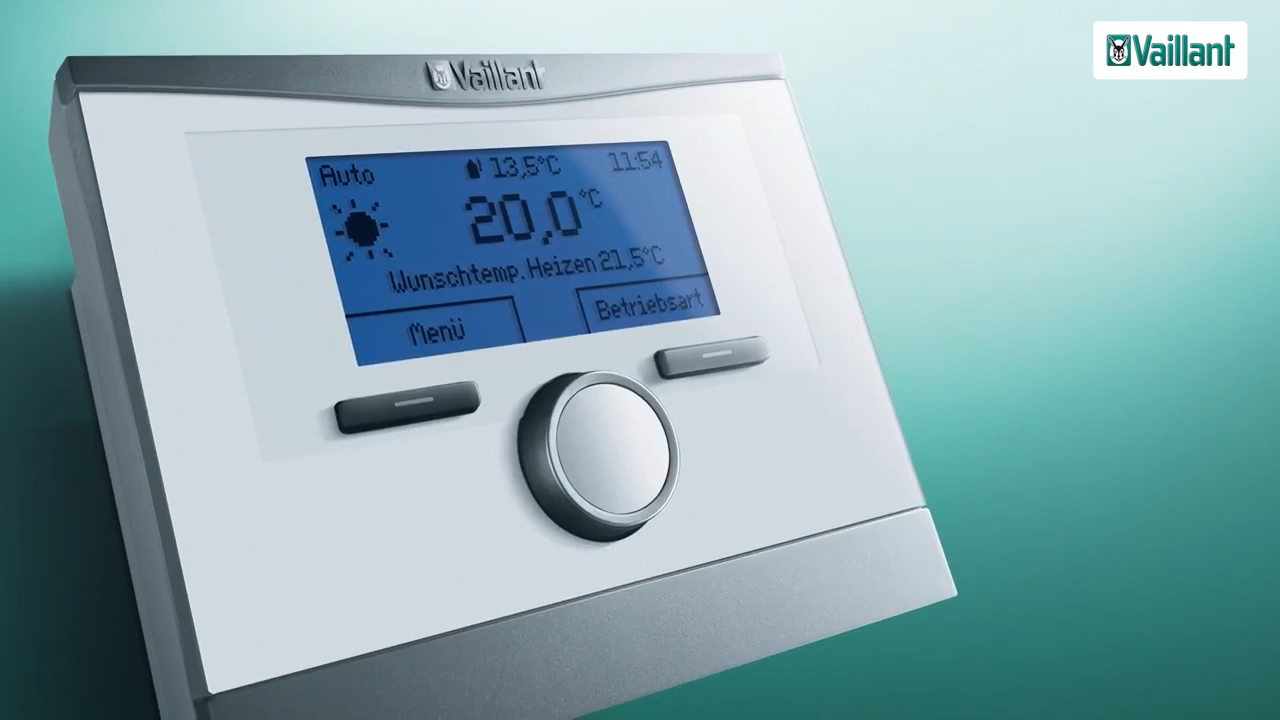 Vaillant
Vaillant
Auto 13,5°C 11:54
20,0°C
Wunschtemp. Heizen 21,5°C
Menü Betriebsart